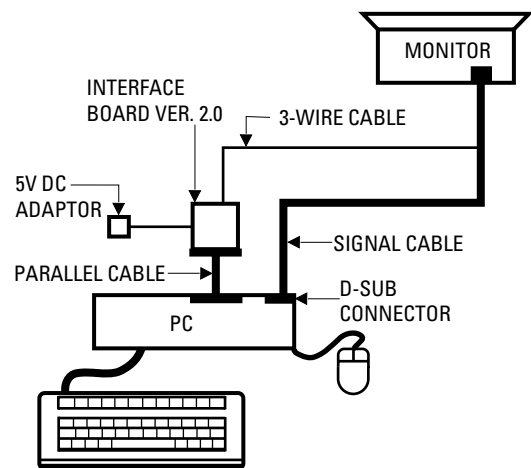 MONITOR
INTERFACE
BOARD VER. 2.0
3-WIRE CABLE
5V DC
ADAPTOR
SIGNAL CABLE
PARALLEL CABLE
D-SUB
CONNECTOR
PC